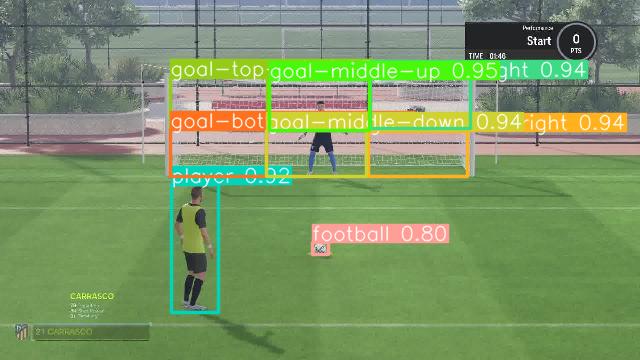 Performance
Start
0
PTS
TIME 01:46
goal-top
goal-middle-up 0.95
ght 0.94
goal-bot
goal-middle-down 0.94
right 0.94
player 0.92
football 0.80
CARRASCO
21 CARRASCO